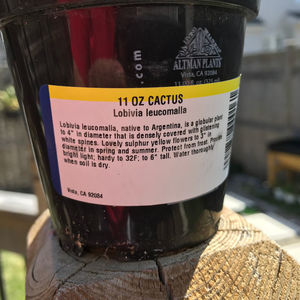 .com
ALTMAN PLANTS
Vista, CA 92084
11 OZ CACTUS
Lobivia leucomalla
Lobivia leucomalla, native to Argentina, is a globular plant
to 4" in diameter that is densely covered with glistening
white spines. Lovely sulphur yellow flowers to 3" in
diameter in spring and summer. Protect from frost. Provide
bright light; hardy to 32F; to 6" tall. Water thoroughly
when soil is dry.
Vista, CA 92084